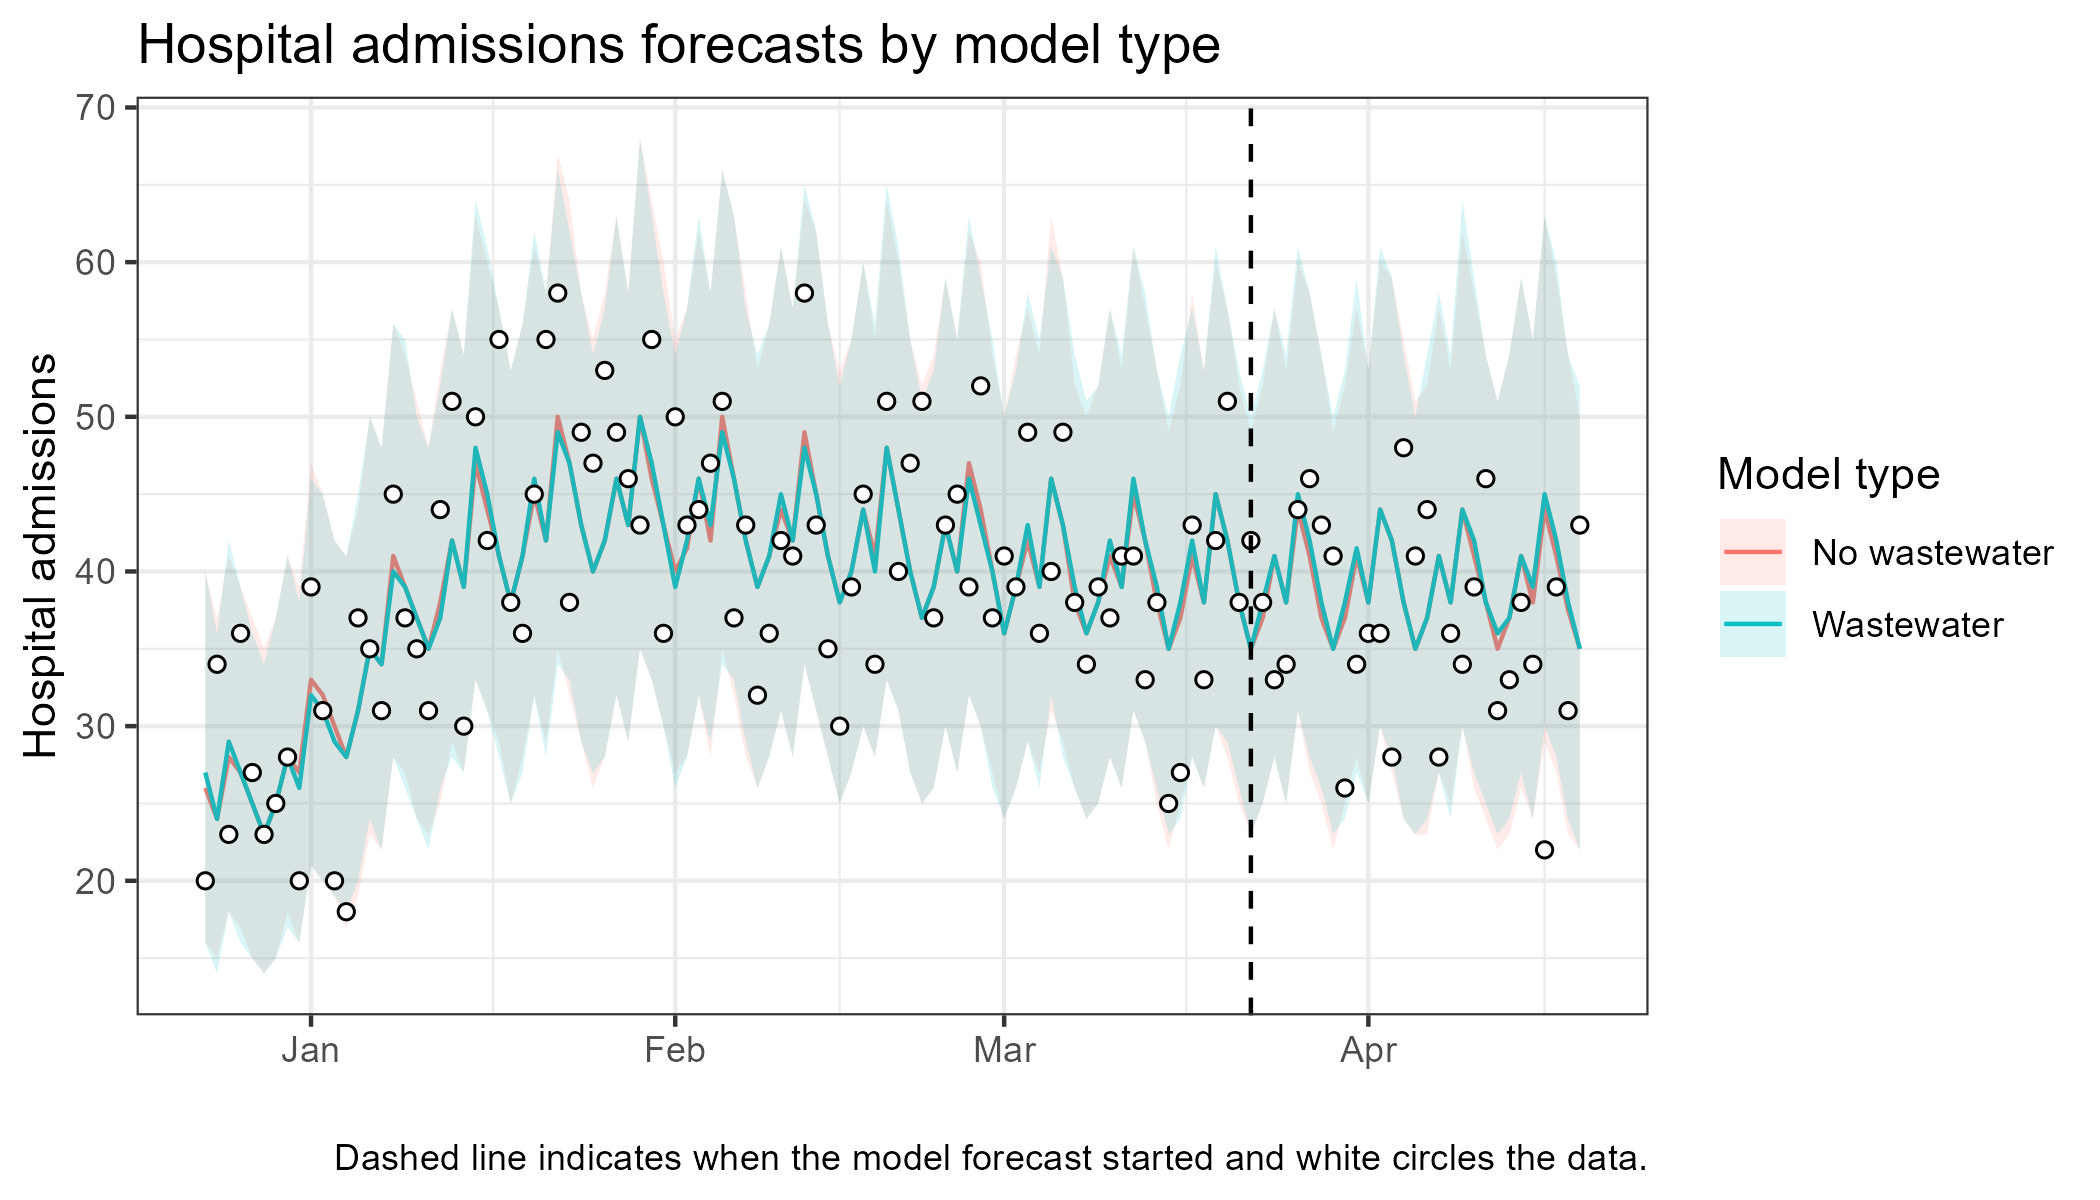 Hospital admissions forecasts by model type
Hospital admissions
70
60
50
40
30
20
Jan
Feb
Mar
Apr
Model type
No wastewater
Wastewater
Dashed line indicates when the model forecast started and white circles the data.